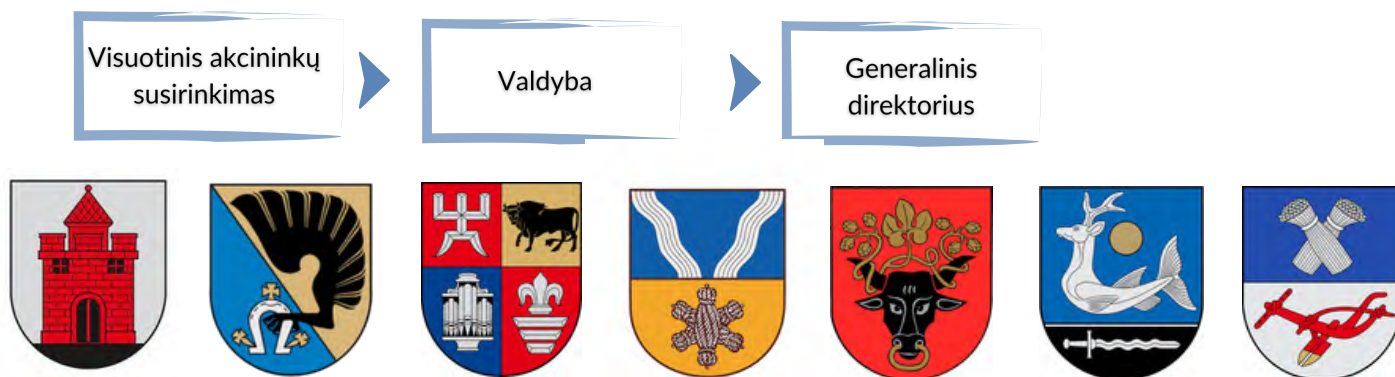 Visuotinis akcininkų
susirinkimas
Valdyba
Generalinis
direktorius